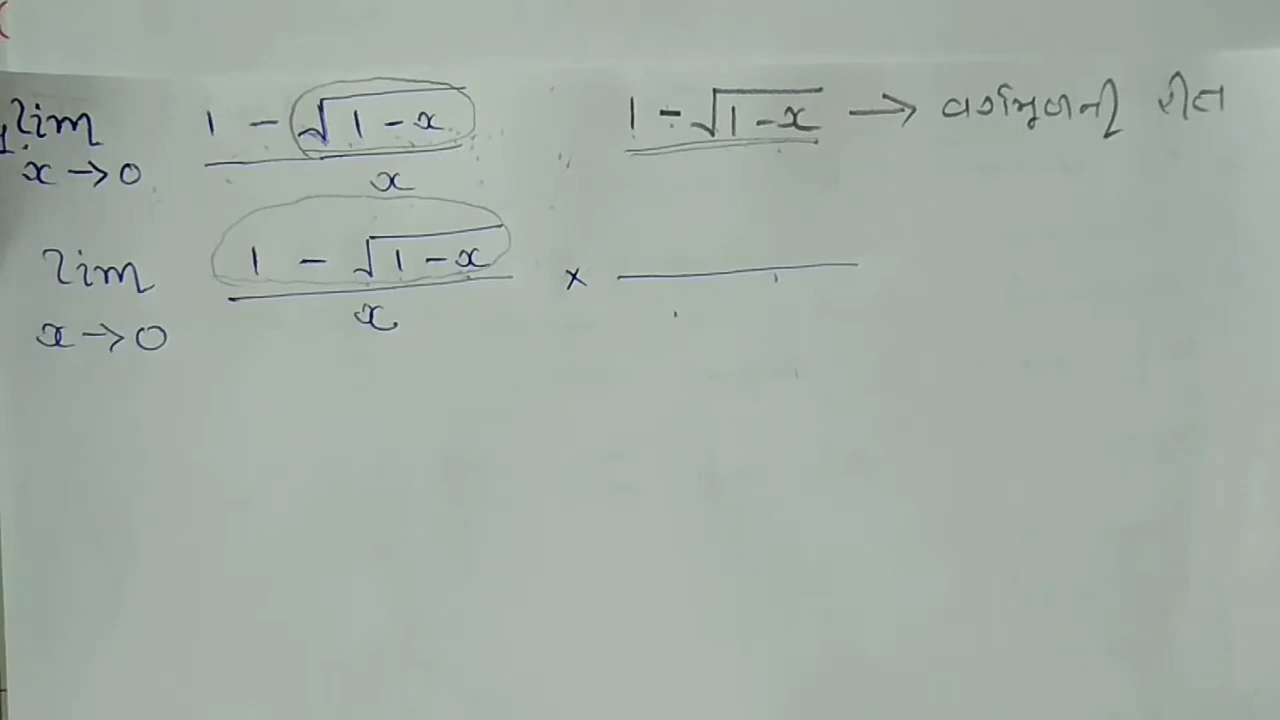 lim 1 - √1 - x 1 - √1 - x → વર્ગમુળની રીત
x → 0 x
lim 1 - √1 - x ×
x → 0 x